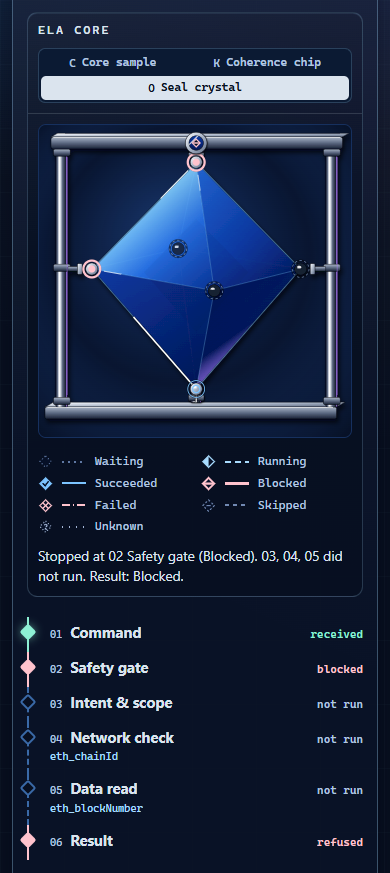 ELA CORE
C Core sample
K Coherence chip
O Seal crystal
Waiting
Running
Succeeded
Blocked
Failed
Skipped
Unknown
Stopped at 02 Safety gate (Blocked). 03, 04, 05 did
not run. Result: Blocked.
01 Command received
02 Safety gate blocked
03 Intent & scope not run
04 Network check not run
eth_chainId
05 Data read not run
eth_blockNumber
06 Result refused